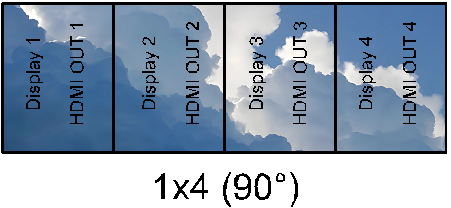 Display 1
HDMI OUT 1
Display 2
HDMI OUT 2
Display 3
HDMI OUT 3
Display 4
HDMI OUT 4
1x4 (90°)